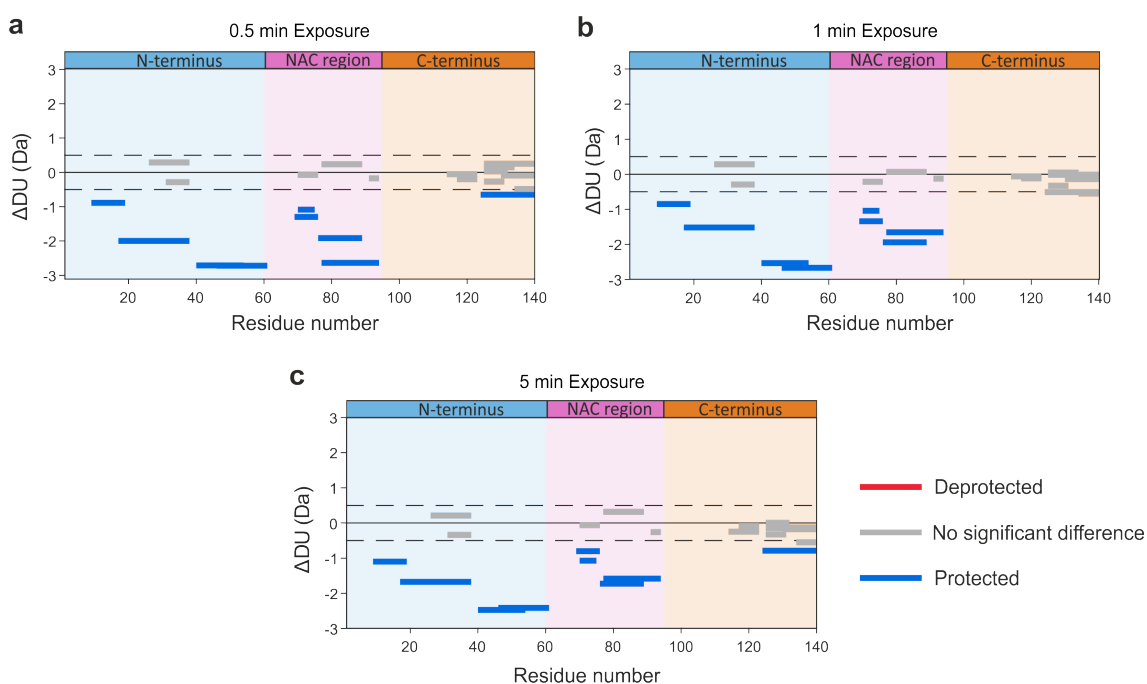 a
0.5 min Exposure
N-terminus NAC region C-terminus
3
2
1
0
-1
-2
-3
ΔDU (Da)
20 40 60 80 100 120 140
Residue number
b
1 min Exposure
N-terminus NAC region C-terminus
3
2
1
0
-1
-2
-3
ΔDU (Da)
20 40 60 80 100 120 140
Residue number
c
5 min Exposure
N-terminus NAC region C-terminus
3
2
1
0
-1
-2
-3
ΔDU (Da)
20 40 60 80 100 120 140
Residue number
Deprotected
No significant difference
Protected